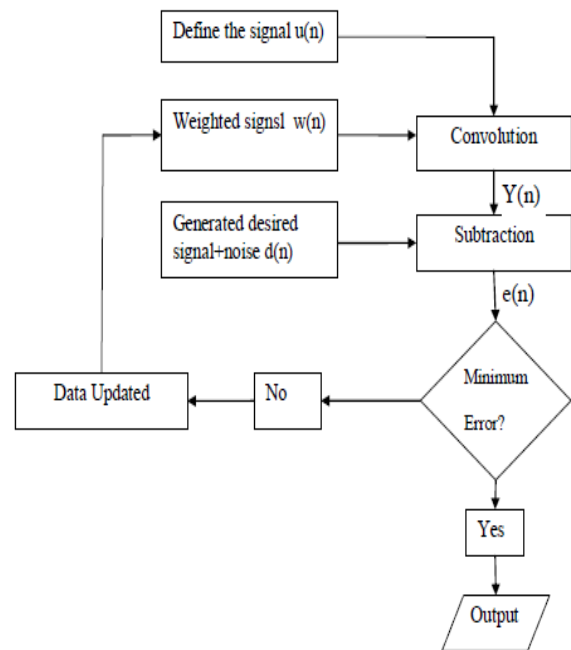 Define the signal u(n)
Weighted signsl w(n)
Convolution
Y(n)
Generated desired
signal+noise d(n)
Subtraction
e(n)
Minimum
Error?
No
Data Updated
Yes
Output